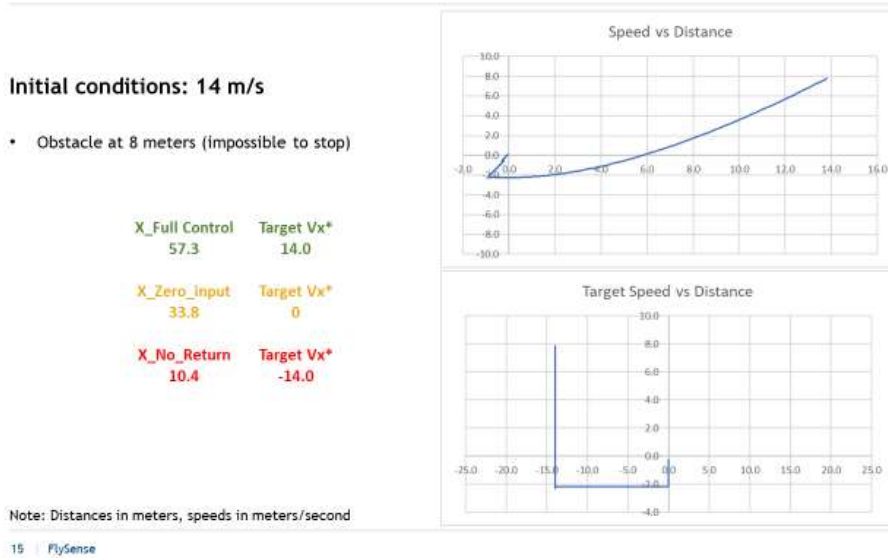 Initial conditions: 14 m/s
• Obstacle at 8 meters (impossible to stop)
X_Full Control Target Vx*
57.3 14.0
X_Zero_input Target Vx*
33.8 0
X_No_Return Target Vx*
10.4 -14.0
Note: Distances in meters, speeds in meters/second
15 FlySense
Speed vs Distance
10.0
8.0
6.0
4.0
2.0
0.0
-2.0 0.0 2.0 4.0 6.0 8.0 10.0 12.0 14.0 16.0
-4.0
-6.0
-8.0
-10.0
Target Speed vs Distance
10.0
8.0
6.0
4.0
2.0
0.0
-25.0 -20.0 -15.0 -10.0 -5.0 0.0 5.0 10.0 15.0 20.0 25.0
-2.0
-4.0